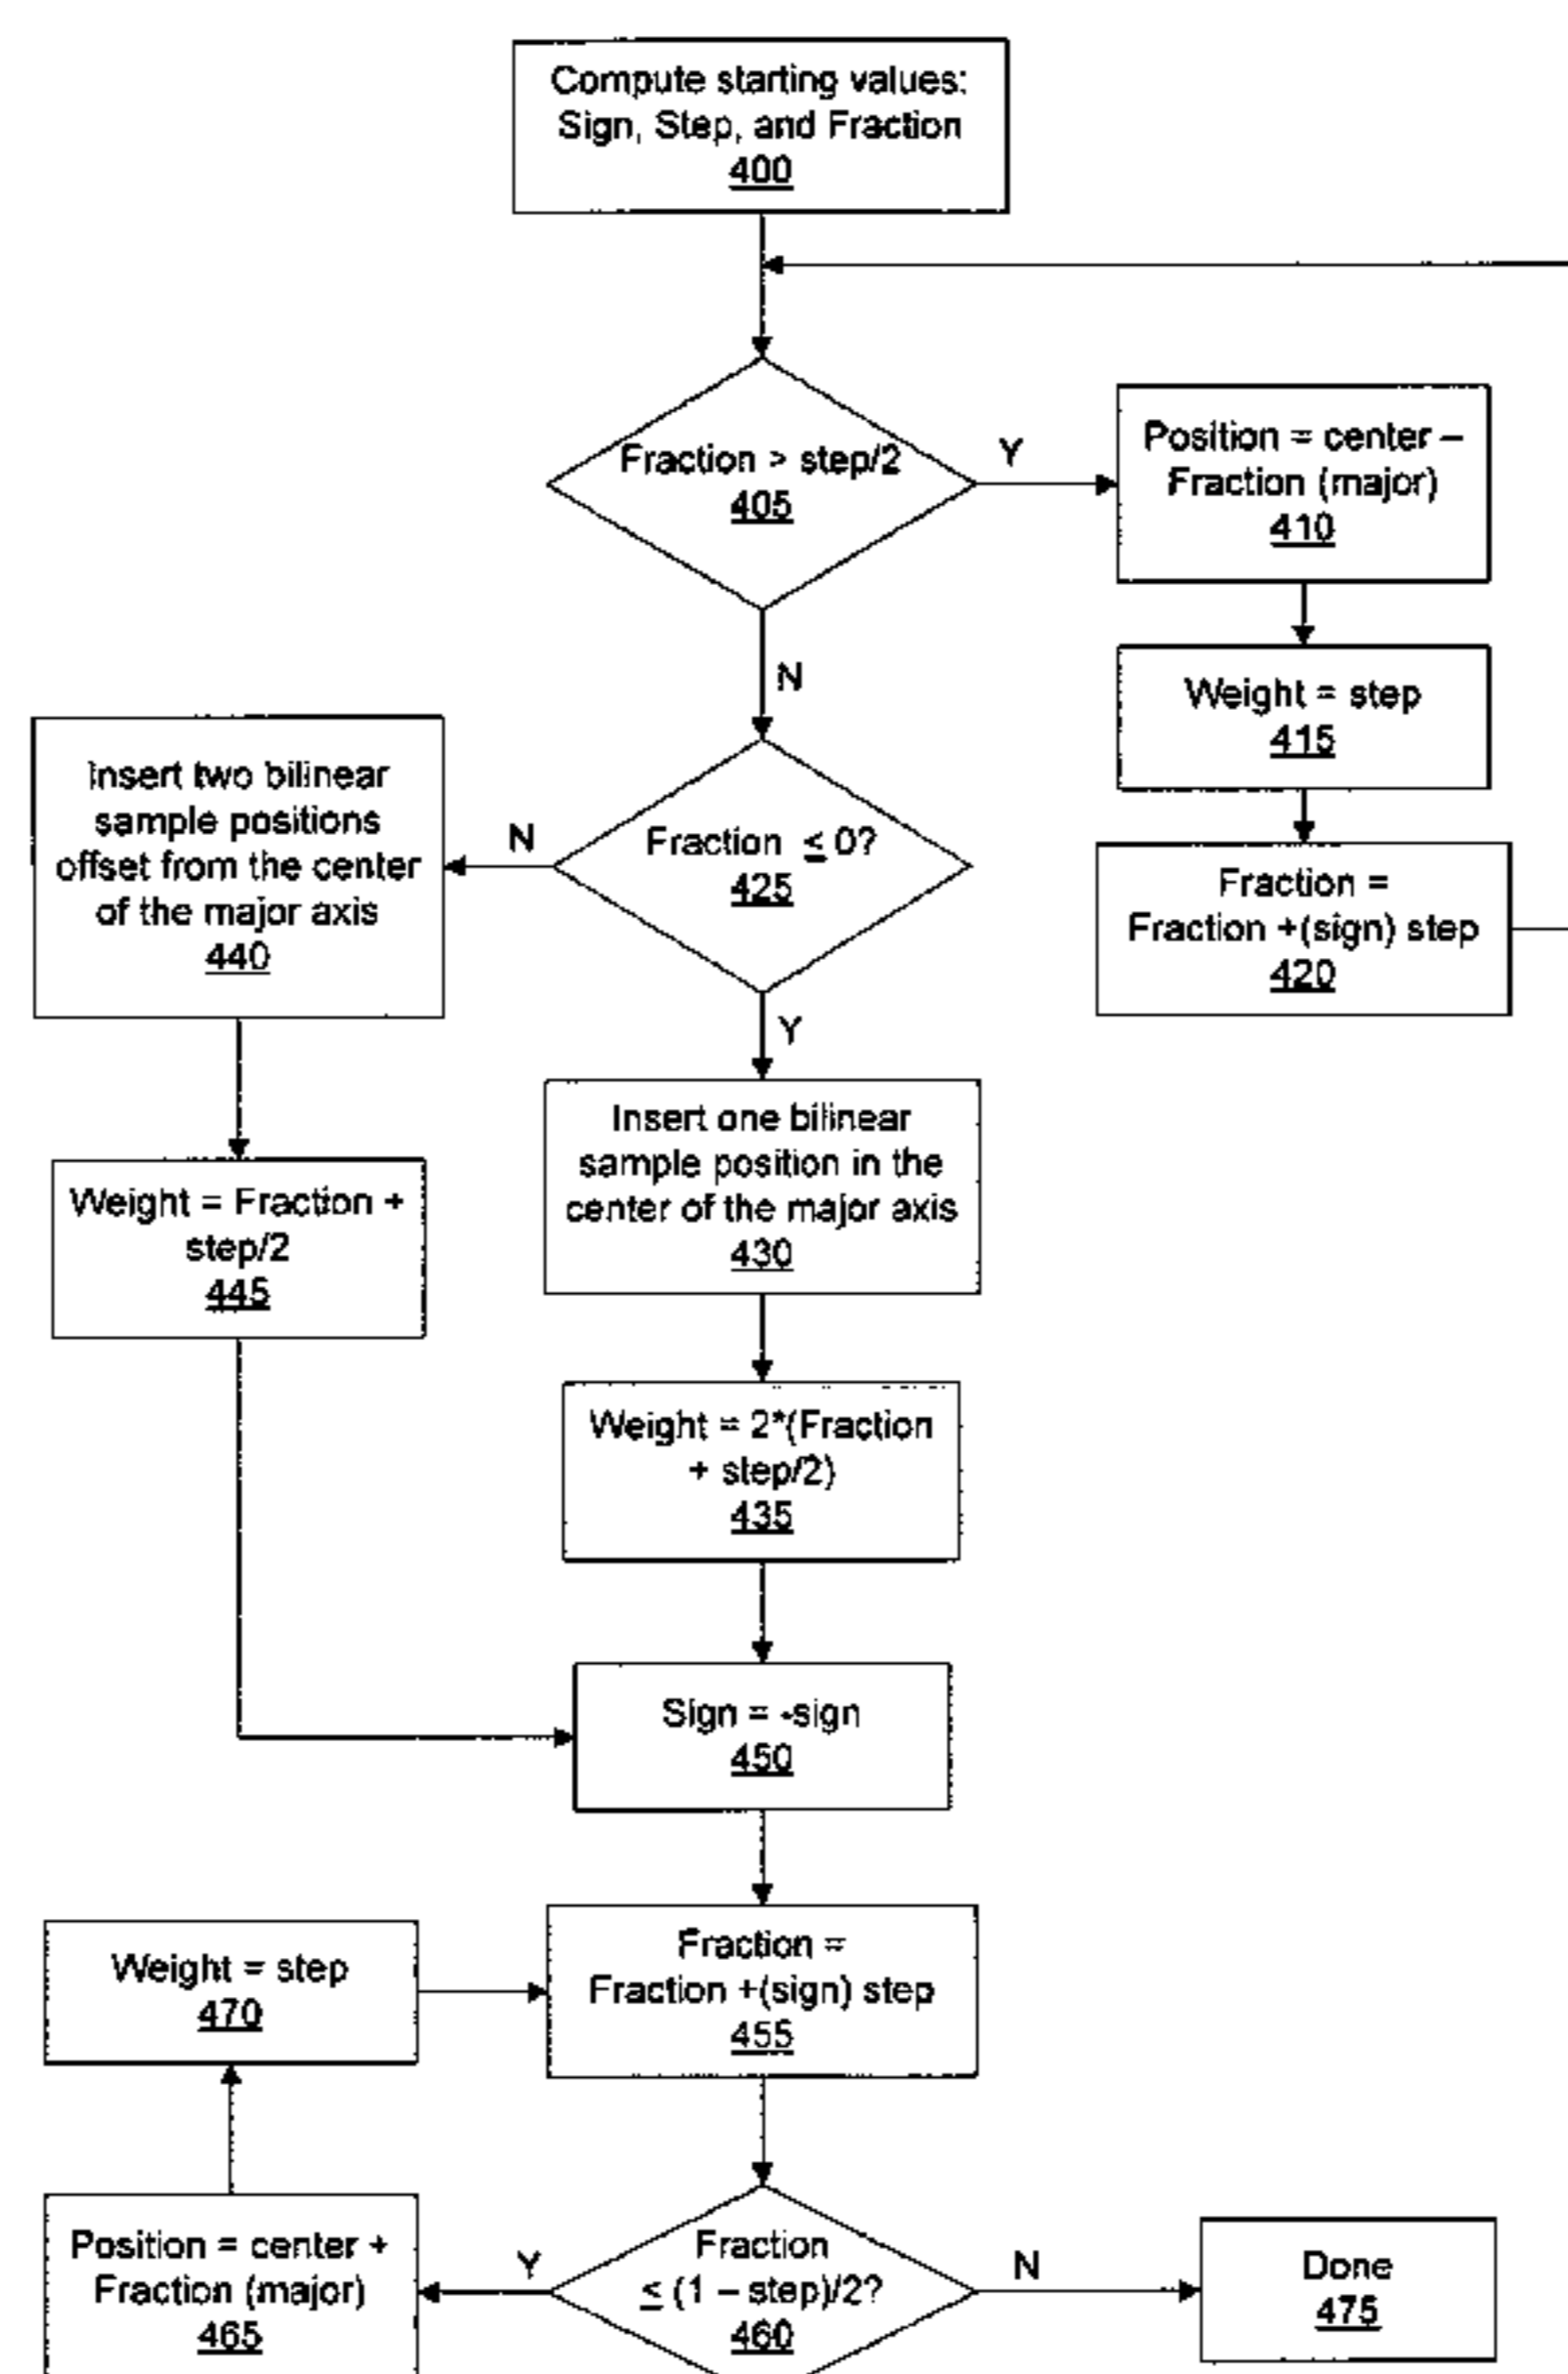 Compute starting values:
Sign, Step, and Fraction
400
Fraction > step/2
405
Y
Position = center –
Fraction (major)
410
N
Weight = step
415
Fraction =
Fraction +(sign) step
420
Insert two bilinear
sample positions
offset from the center
of the major axis
440
N
Fraction ≤ 0?
425
Y
Insert one bilinear
sample position in the
center of the major axis
430
Weight = Fraction +
step/2
445
Weight = 2*(Fraction
+ step/2)
435
Sign = -sign
450
Weight = step
470
Fraction =
Fraction +(sign) step
455
Position = center +
Fraction (major)
465
Y
Fraction
≤ (1 – step)/2?
460
N
Done
475